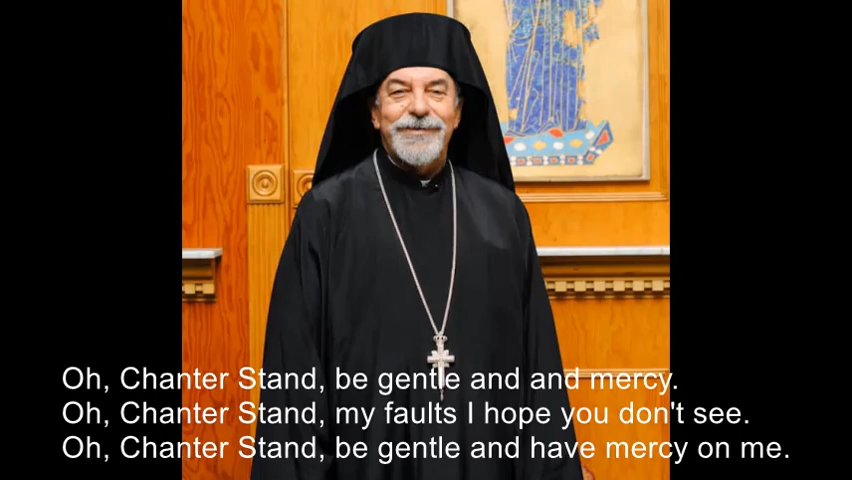 Oh, Chanter Stand, be gentle and and mercy.
Oh, Chanter Stand, my faults I hope you don't see.
Oh, Chanter Stand, be gentle and have mercy on me.